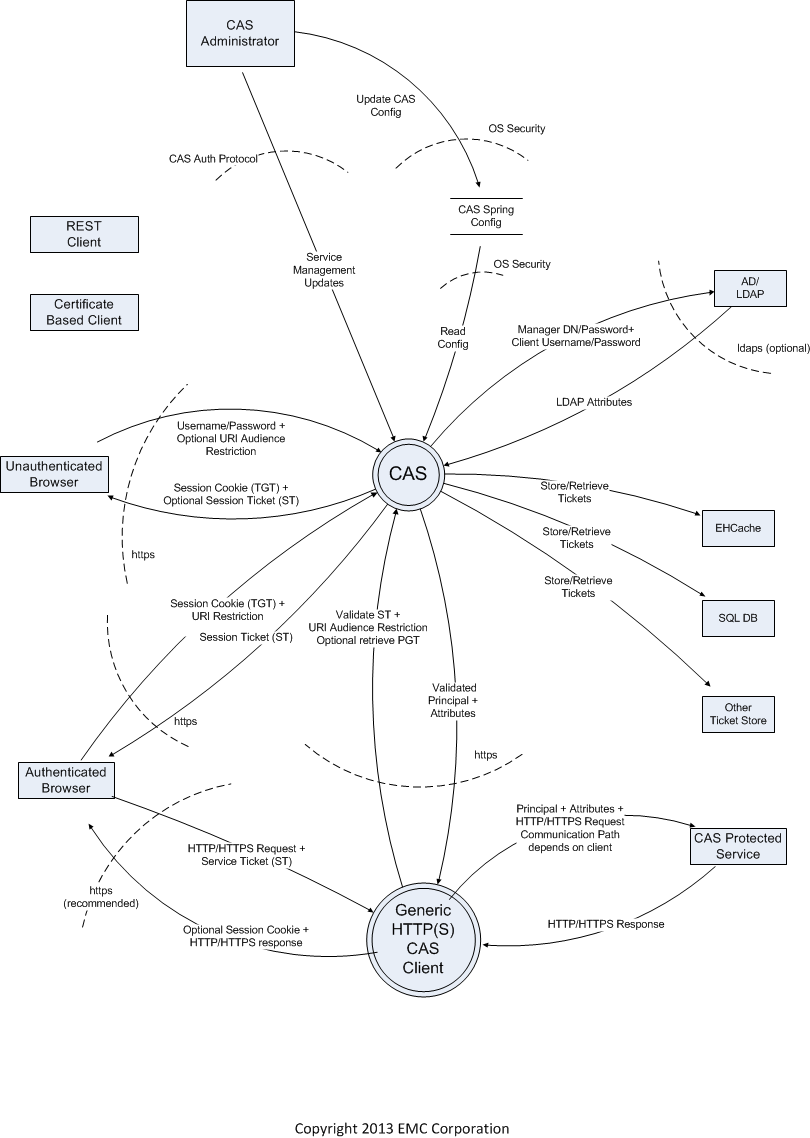 CAS
Administrator
Update CAS
Config
OS Security
CAS Auth Protocol
CAS Spring
Config
REST
Client
Service
Management
Updates
OS Security
AD/
LDAP
Certificate
Based Client
Read
Config
Manager DN/Password+
Client Username/Password
ldaps (optional)
LDAP Attributes
Username/Password +
Optional URI Audience
Restriction
Unauthenticated
Browser
CAS
Session Cookie (TGT) +
Optional Session Ticket (ST)
Store/Retrieve
Tickets
EHCache
https
Store/Retrieve
Tickets
Store/Retrieve
Tickets
SQL DB
Session Cookie (TGT) +
URI Restriction
Session Ticket (ST)
Validate ST +
URI Audience Restriction
Optional retrieve PGT
Validated
Principal +
Attributes
Other
Ticket Store
https
https
Authenticated
Browser
Principal + Attributes +
HTTP/HTTPS Request
Communication Path
depends on client
CAS Protected
Service
HTTP/HTTPS Request +
Service Ticket (ST)
https
(recommended)
Generic
HTTP(S)
CAS
Client
Optional Session Cookie +
HTTP/HTTPS response
HTTP/HTTPS Response
Copyright 2013 EMC Corporation